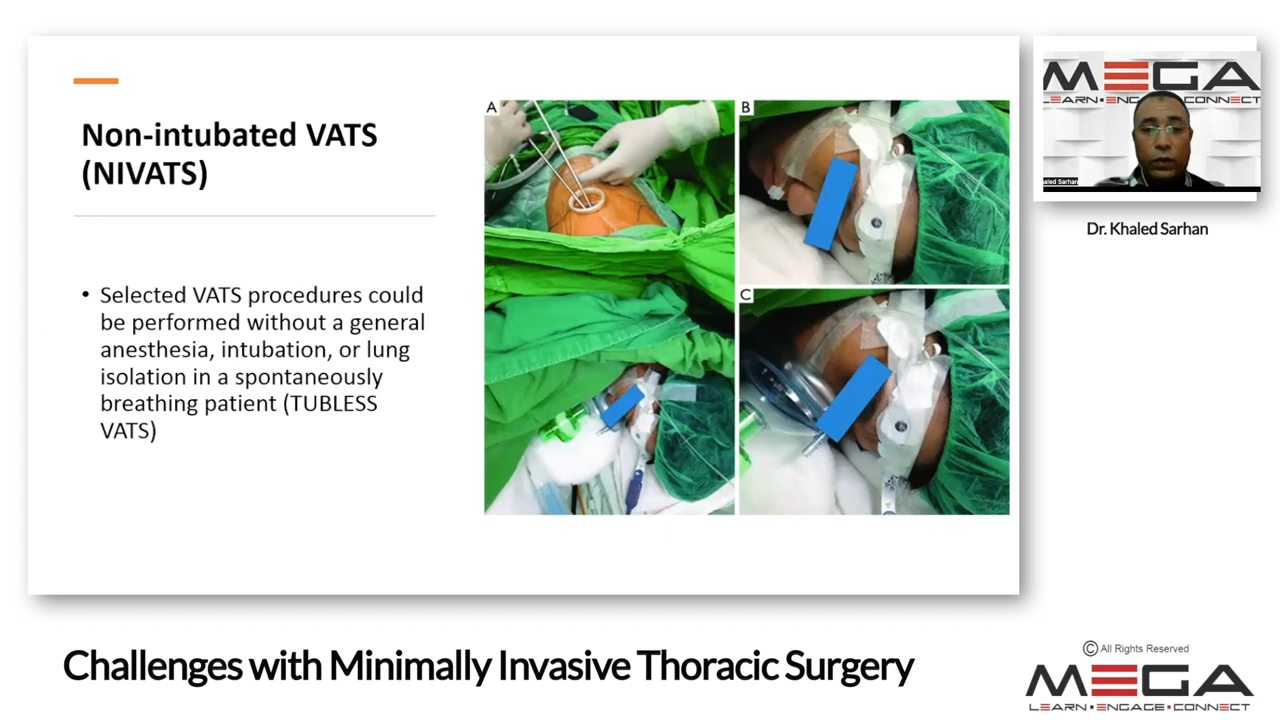 Non-intubated VATS
(NIVATS)
• Selected VATS procedures could
be performed without a general
anesthesia, intubation, or lung
isolation in a spontaneously
breathing patient (TUBLESS
VATS)
A
B
C
MEGA
LEARN▪ENGAGE▪CONNECT
aled Sarhan
Dr. Khaled Sarhan
Challenges with Minimally Invasive Thoracic Surgery
© All Rights Reserved
MEGA
LEARN▪ENGAGE▪CONNECT